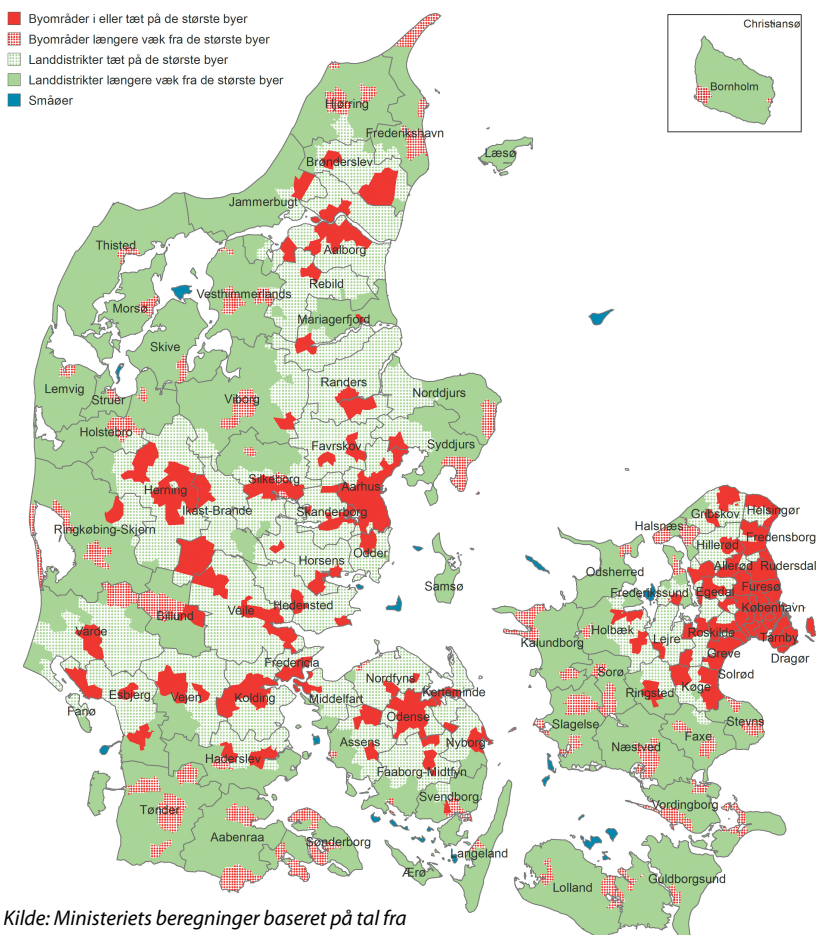 Byområder i eller tæt på de største byer
Byområder længere væk fra de største byer
Landdistrikter tæt på de største byer
Landdistrikter længere væk fra de største byer
Småøer
Christiansø
Bornholm
Hjørring
Frederikshavn
Læsø
Brønderslev
Jammerbugt
Thisted
Aalborg
Rebild
Vesthimmerlands
Morsø
Mariagerfjord
Skive
Lemvig
Struer
Viborg
Randers
Norddjurs
Holstebro
Favrskov
Syddjurs
Herning
Silkeborg
Aarhus
Ikast-Brande
Skanderborg
Ringkøbing-Skjern
Odder
Horsens
Samsø
Hedensted
Billund
Vejle
Varde
Fredericia
Esbjerg
Vejen
Kolding
Middelfart
Fanø
Nordfyns
Kerteminde
Odense
Assens
Nyborg
Haderslev
Faaborg-Midtfyn
Svendborg
Tønder
Aabenraa
Sønderborg
Langeland
Ærø
Gribskov
Helsingør
Halsnæs
Fredensborg
Hillerød
Odsherred
Allerød
Rudersdal
Frederikssund
Egedal
Furesø
København
Kalundborg
Holbæk
Lejre
Roskilde
Tårnby
Greve
Dragør
Sorø
Solrød
Ringsted
Køge
Slagelse
Stevns
Faxe
Næstved
Vordingborg
Lolland
Guldborgsund
Kilde: Ministeriets beregninger baseret på tal fra